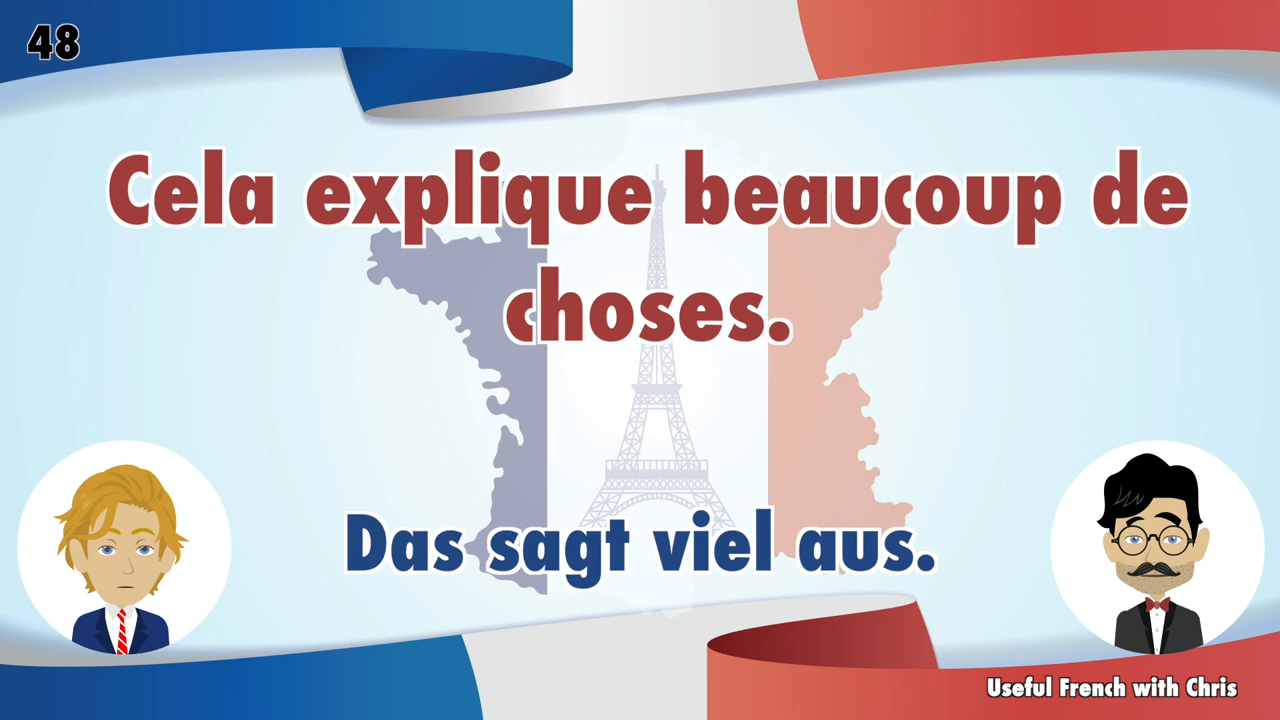 48
Cela explique beaucoup de
choses.
Das sagt viel aus.
Useful French with Chris